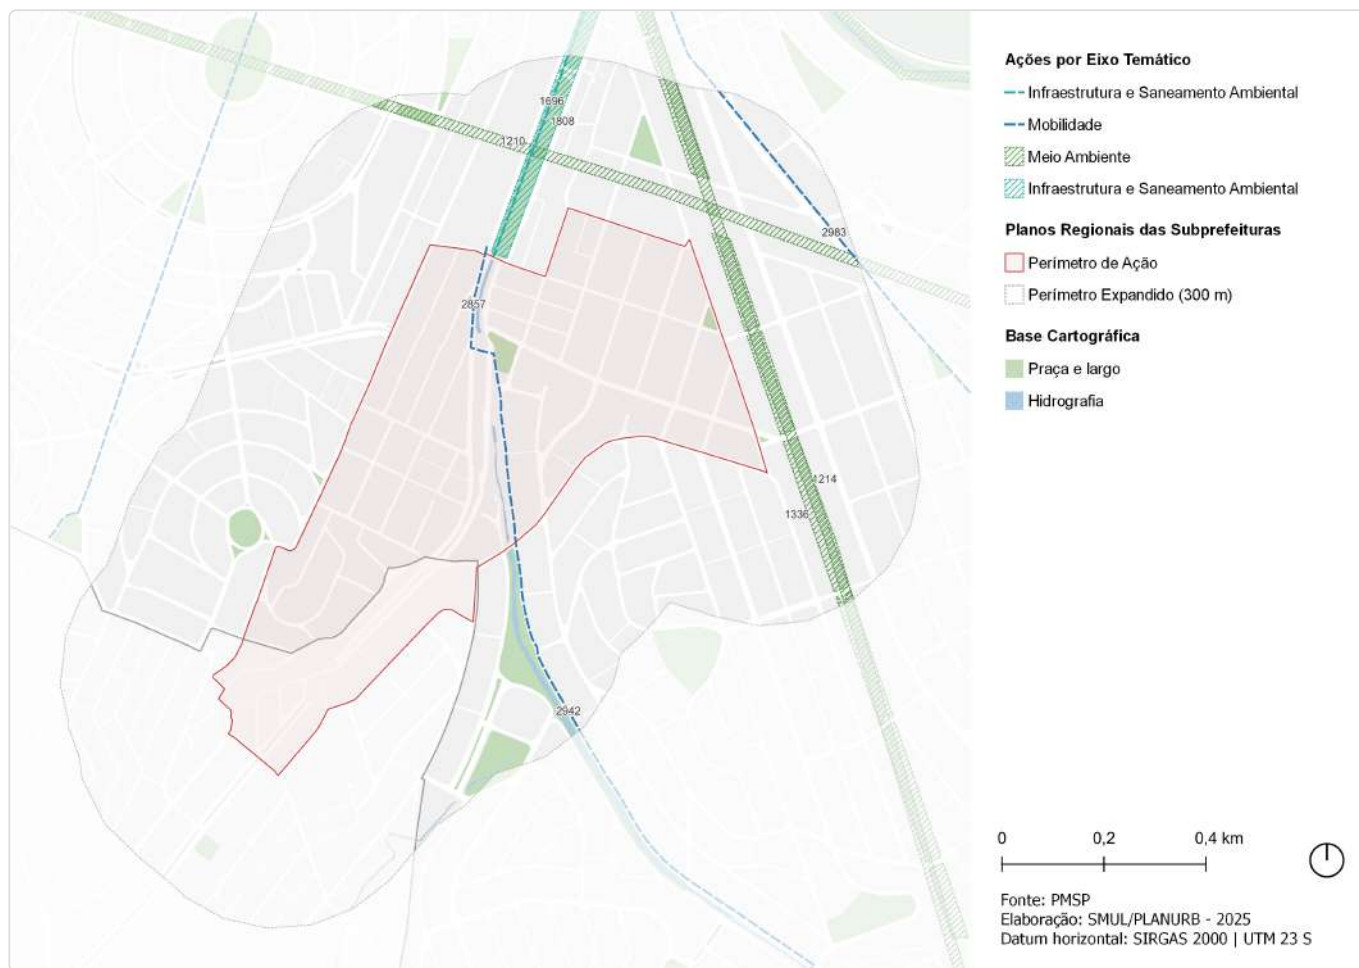 1696
1808
1210
2983
2857
1214
1336
2942
Ações por Eixo Temático
Infraestrutura e Saneamento Ambiental
Mobilidade
Meio Ambiente
Infraestrutura e Saneamento Ambiental
Planos Regionais das Subprefeituras
Perímetro de Ação
Perímetro Expandido (300 m)
Base Cartográfica
Praça e largo
Hidrografia
0 0,2 0,4 km
Fonte: PMSP
Elaboração: SMUL/PLANURB - 2025
Datum horizontal: SIRGAS 2000 | UTM 23 S